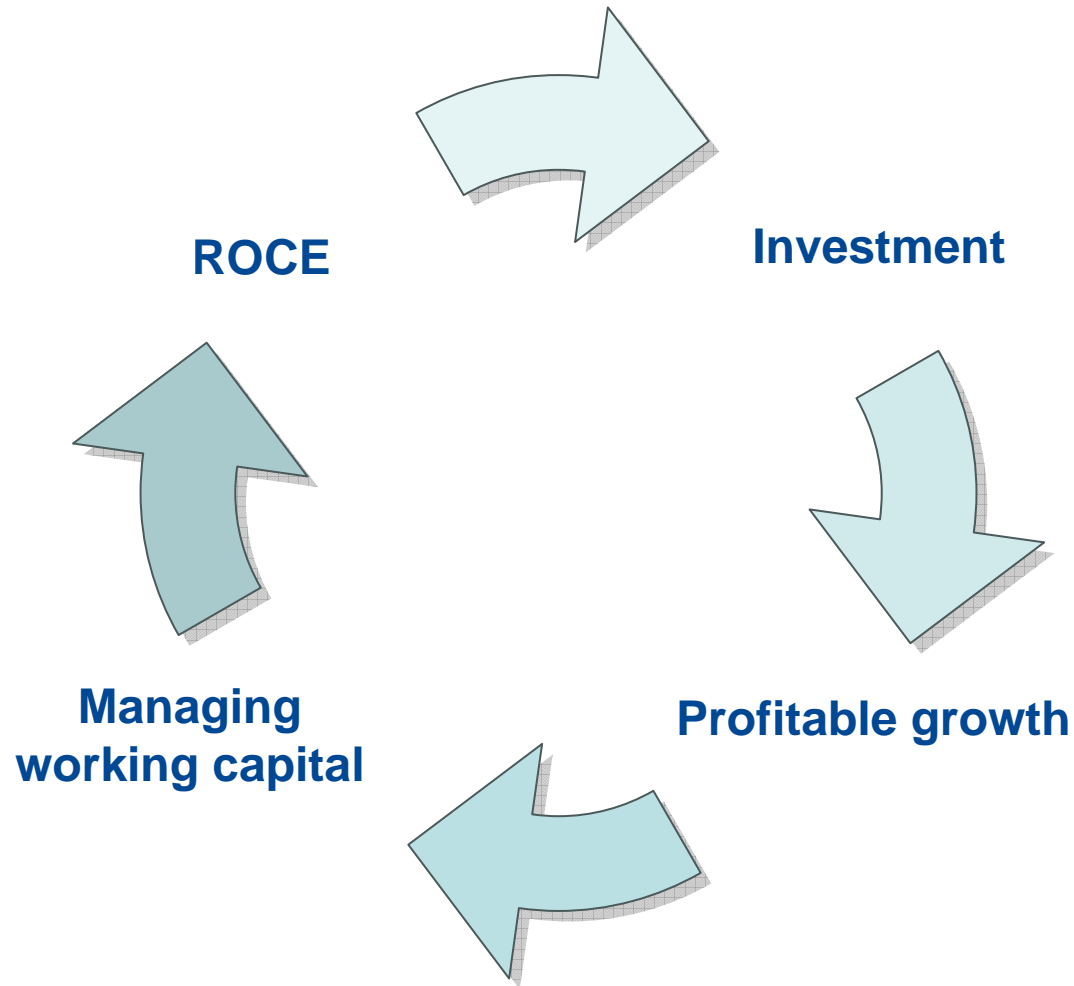 ROCE
Investment
Managing
working capital
Profitable growth